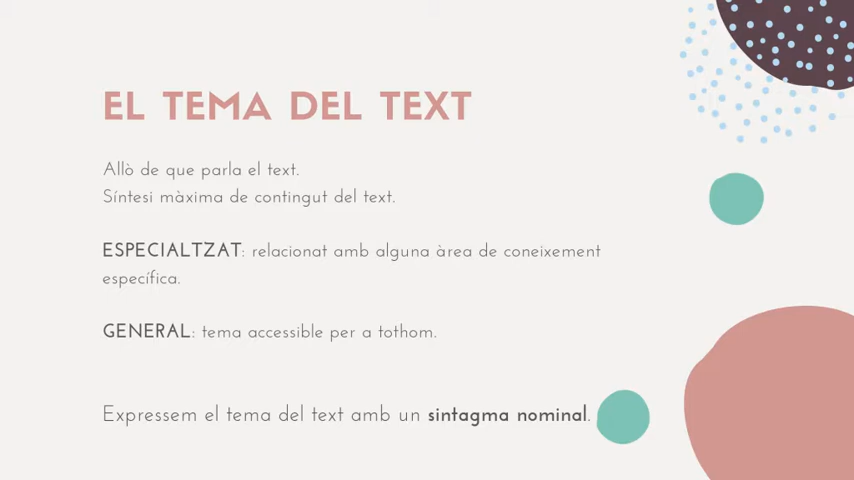 EL TEMA DEL TEXT
Allò de que parla el text.
Síntesi màxima de contingut del text.
ESPECIALTZAT: relacionat amb alguna àrea de coneixement
específica.
GENERAL: tema accessible per a tothom.
Expressem el tema del text amb un sintagma nominal.